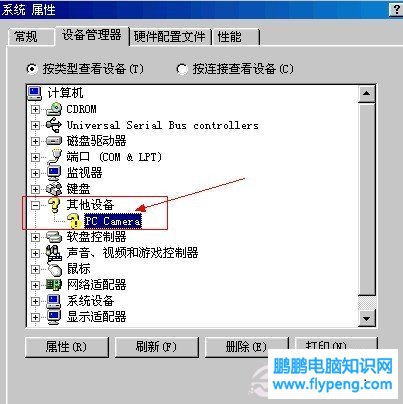 系统 属性
常规 设备管理器 硬件配置文件 性能
按类型查看设备(T) 按连接查看设备(C)
计算机
CDROM
Universal Serial Bus controllers
磁盘驱动器
端口 (COM & LPT)
监视器
键盘
其他设备
PC Camera
软盘控制器
声音、视频和游戏控制器
鼠标
网络适配器
系统设备
显示适配器
属性(R) 刷新(F) 删除(E) 打印(N)
鹏鹏电脑知识网
www.flypeng.com